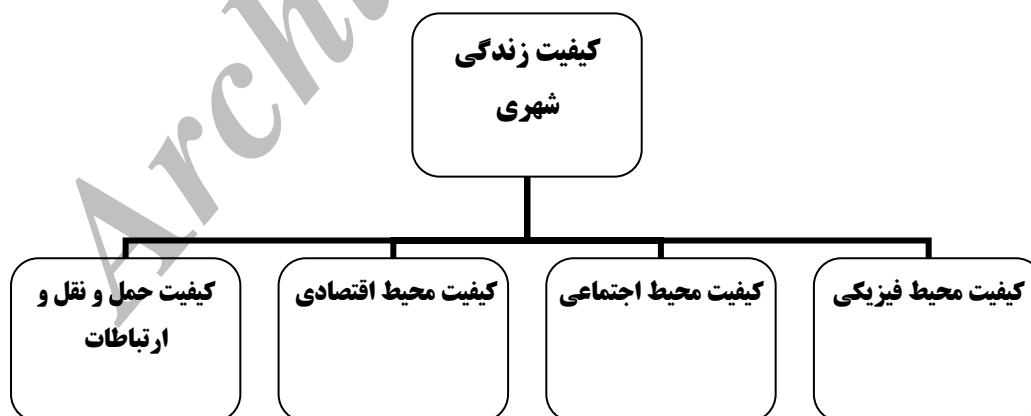 کیفیت زندگی
شهری
کیفیت محیط فیزیکی
کیفیت محیط اجتماعی
کیفیت محیط اقتصادی
کیفیت حمل و نقل و
ارتباطات